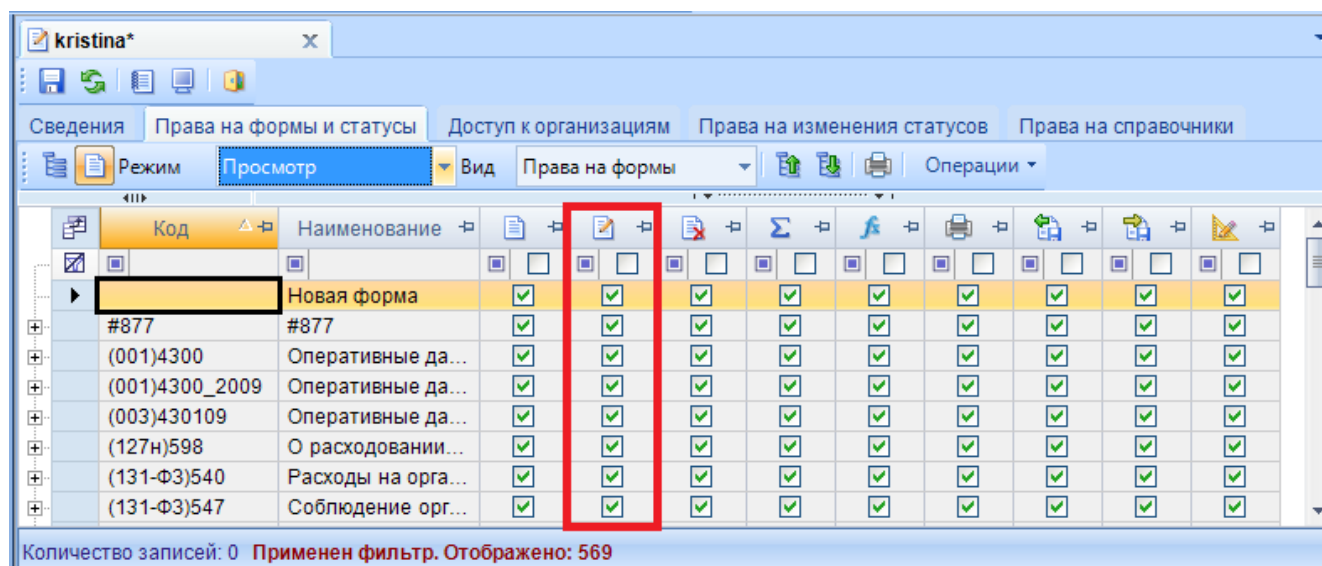 kristina*
Сведения Права на формы и статусы Доступ к организациям Права на изменения статусов Права на справочники
Режим Просмотр Вид Права на формы Операции
Код Наименование
Новая форма
#877 #877
(001)4300 Оперативные да...
(001)4300_2009 Оперативные да...
(003)430109 Оперативные да...
(127н)598 О расходовании...
(131-ФЗ)540 Расходы на орга...
(131-ФЗ)547 Соблюдение орг...
Количество записей: 0 Применен фильтр. Отображено: 569